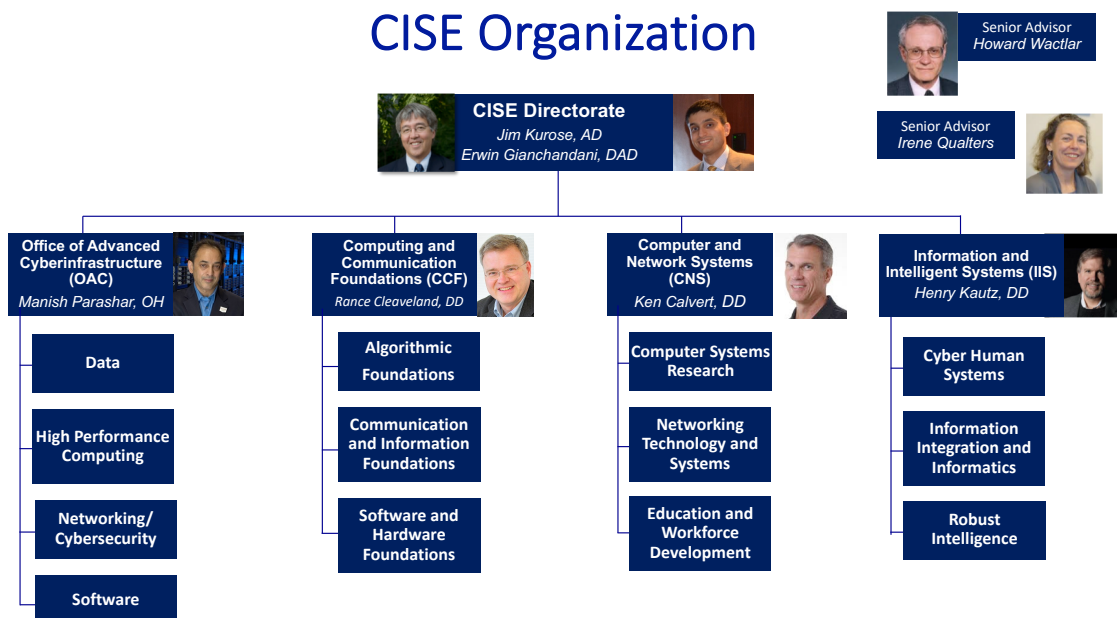 CISE Organization
Senior Advisor
Howard Wactlar
CISE Directorate
Jim Kurose, AD
Erwin Gianchandani, DAD
Senior Advisor
Irene Qualters
Office of Advanced
Cyberinfrastructure
(OAC)
Manish Parashar, OH
Data
High Performance
Computing
Networking/
Cybersecurity
Software
Computing and
Communication
Foundations (CCF)
Rance Cleaveland, DD
Algorithmic
Foundations
Communication
and Information
Foundations
Software and
Hardware
Foundations
Computer and
Network Systems
(CNS)
Ken Calvert, DD
Computer Systems
Research
Networking
Technology and
Systems
Education and
Workforce
Development
Information and
Intelligent Systems (IIS)
Henry Kautz, DD
Cyber Human
Systems
Information
Integration and
Informatics
Robust
Intelligence